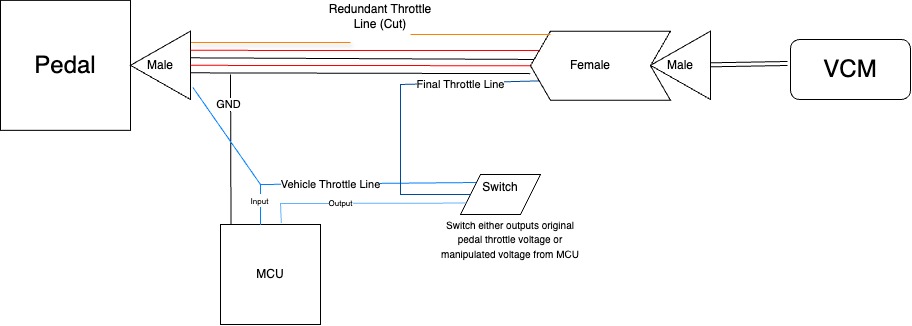 Redundant Throttle
Line (Cut)
Pedal
Male
Female
Male
VCM
Final Throttle Line
GND
Vehicle Throttle Line
Switch
Input
Output
Switch either outputs original
pedal throttle voltage or
manipulated voltage from MCU
MCU